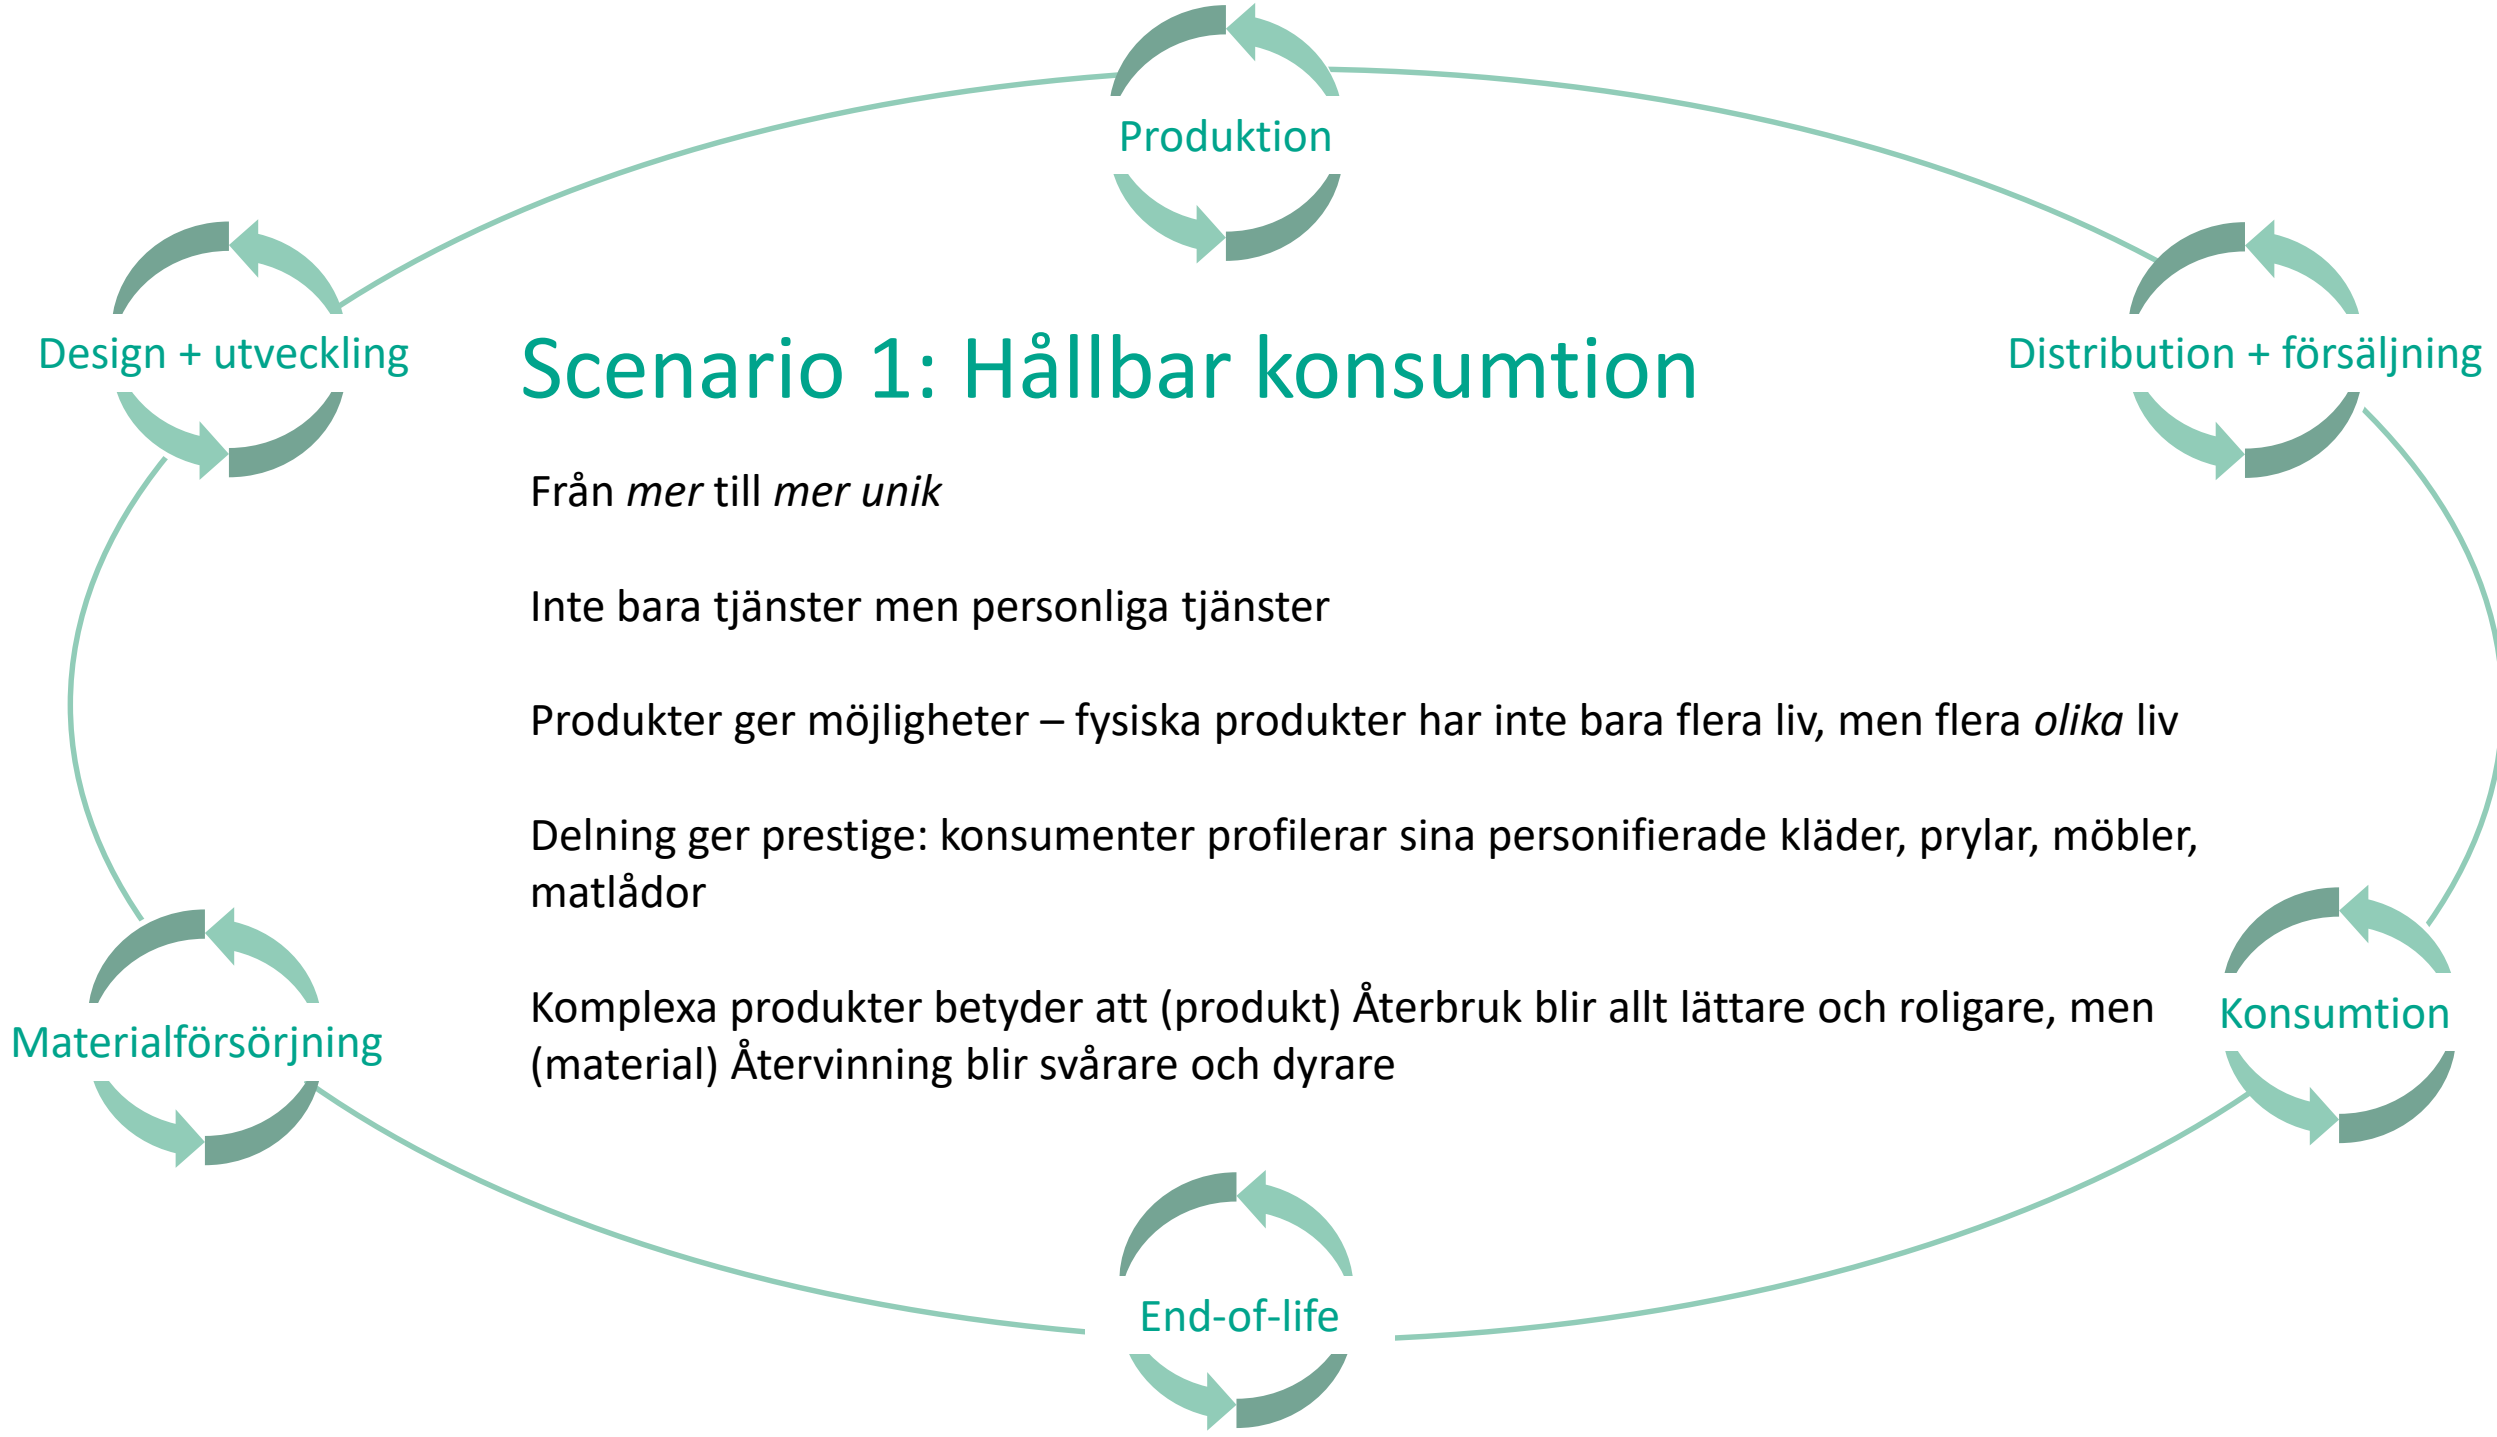 Produktion
Design + utveckling
Distribution + försäljning
Scenario 1: Hållbar konsumtion
Från mer till mer unik
Inte bara tjänster men personliga tjänster
Produkter ger möjligheter – fysiska produkter har inte bara flera liv, men flera olika liv
Delning ger prestige: konsumenter profilerar sina personifierade kläder, prylar, möbler,
matlådor
Komplexa produkter betyder att (produkt) Återbruk blir allt lättare och roligare, men
(material) Återvinning blir svårare och dyrare
Konsumtion
Materialförsörjning
End-of-life